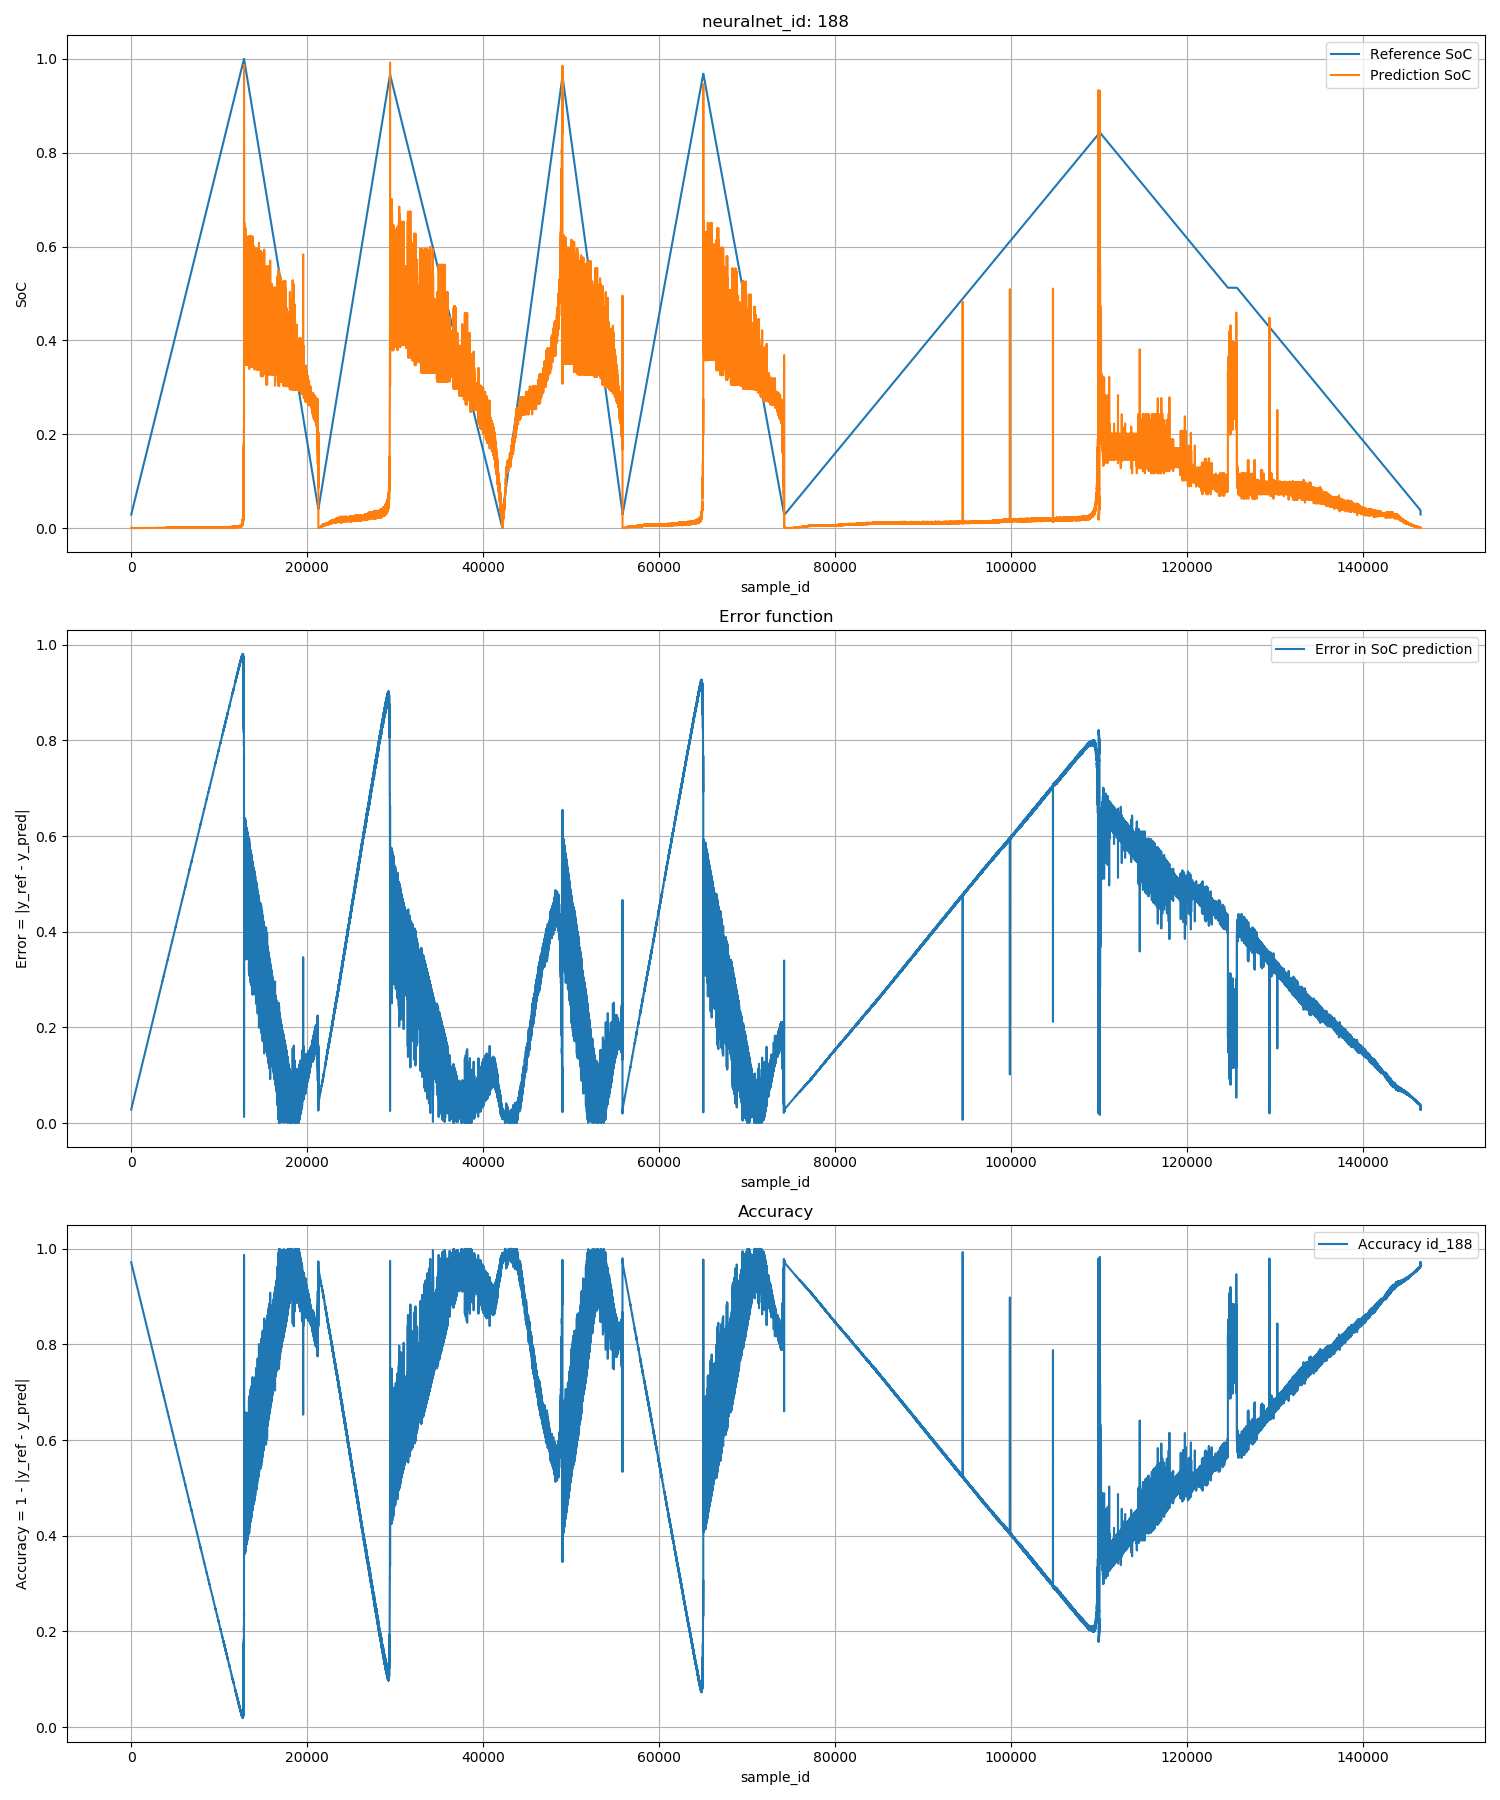 neuralnet_id: 188
1.0
0.8
0.6
0.4
0.2
0.0
SoC
Reference SoC
Prediction SoC
0 20000 40000 60000 80000 100000 120000 140000
sample_id
Error function
1.0
0.8
0.6
0.4
0.2
0.0
Error = |y_ref - y_pred|
Error in SoC prediction
0 20000 40000 60000 80000 100000 120000 140000
sample_id
Accuracy
1.0
0.8
0.6
0.4
0.2
0.0
Accuracy = 1 - |y_ref - y_pred|
Accuracy id_188
0 20000 40000 60000 80000 100000 120000 140000
sample_id